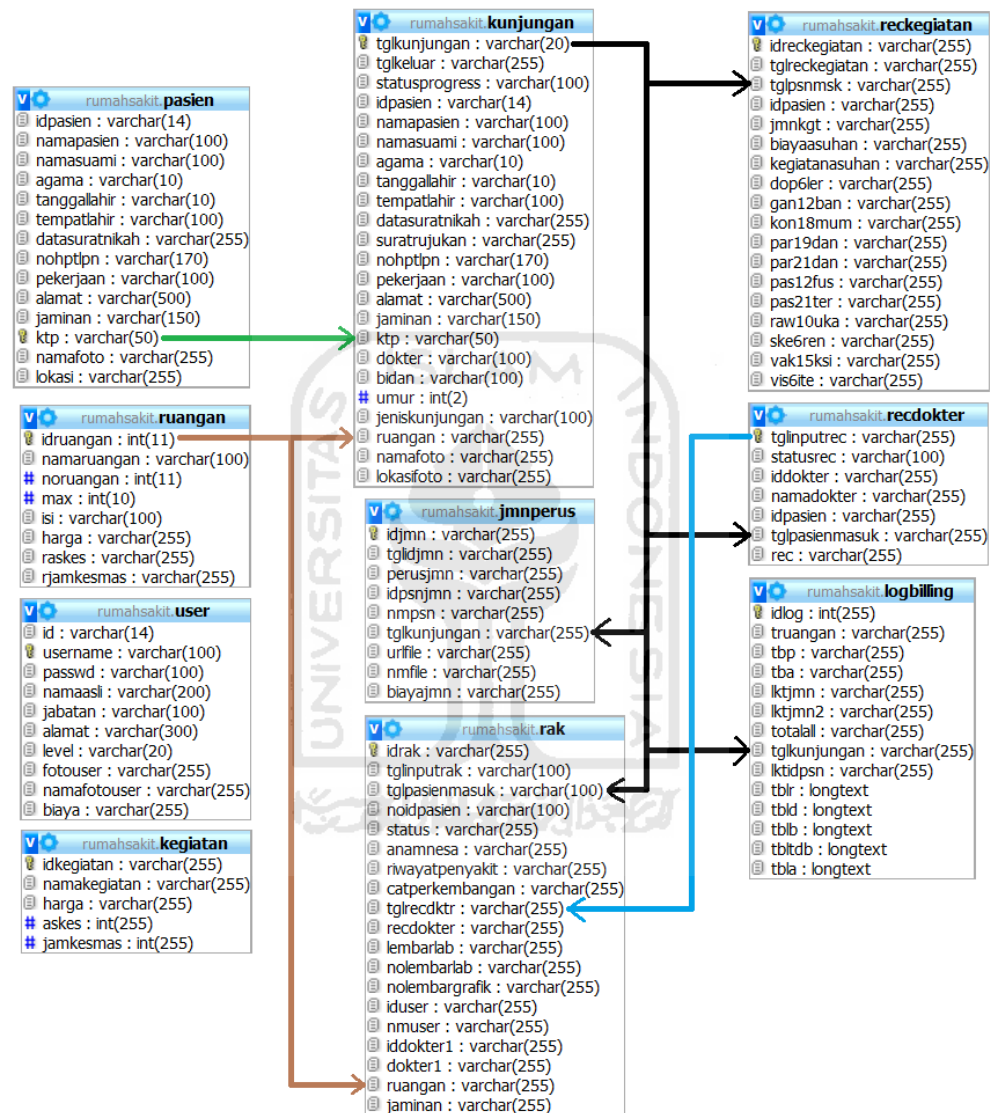 rumahsakit.pasien
idpasien : varchar(14)
namapasien : varchar(100)
namasuami : varchar(100)
agama : varchar(10)
tanggallahir : varchar(10)
tempatlahir : varchar(100)
datasuratnikah : varchar(255)
nohptlpn : varchar(170)
pekerjaan : varchar(100)
alamat : varchar(500)
jaminan : varchar(150)
ktp : varchar(50)
namafoto : varchar(255)
lokasi : varchar(255)
rumahsakit.ruangan
idruangan : int(11)
namaruangan : varchar(100)
# noruangan : int(11)
# max : int(10)
isi : varchar(100)
harga : varchar(255)
raskes : varchar(255)
rjamkesmas : varchar(255)
rumahsakit.user
id : varchar(14)
username : varchar(100)
passwd : varchar(100)
namaasli : varchar(200)
jabatan : varchar(100)
alamat : varchar(300)
level : varchar(20)
fotouser : varchar(255)
namafotouser : varchar(255)
biaya : varchar(255)
rumahsakit.kegiatan
idkegiatan : varchar(255)
namakegiatan : varchar(255)
harga : varchar(255)
# askes : int(255)
# jamkesmas : int(255)
rumahsakit.kunjungan
tglkunjungan : varchar(20)
tglkeluar : varchar(255)
statusprogress : varchar(100)
idpasien : varchar(14)
namapasien : varchar(100)
namasuami : varchar(100)
agama : varchar(10)
tanggallahir : varchar(10)
tempatlahir : varchar(100)
datasuratnikah : varchar(255)
suratrujukan : varchar(255)
nohptlpn : varchar(170)
pekerjaan : varchar(100)
alamat : varchar(500)
jaminan : varchar(150)
ktp : varchar(50)
dokter : varchar(100)
bidan : varchar(100)
# umur : int(2)
jeniskunjungan : varchar(100)
ruangan : varchar(255)
namafoto : varchar(255)
lokasifoto : varchar(255)
rumahsakit.jmnperus
idjmn : varchar(255)
tglidjmn : varchar(255)
perusjmn : varchar(255)
idpsnjmn : varchar(255)
nmpsn : varchar(255)
tglkunjungan : varchar(255)
urlfile : varchar(255)
nmfile : varchar(255)
biayajmn : varchar(255)
rumahsakit.rak
idrak : varchar(255)
tglinputrak : varchar(100)
tglpasienmasuk : varchar(100)
noidpasien : varchar(100)
status : varchar(255)
anamnesa : varchar(255)
riwayatpenyakit : varchar(255)
catperkembangan : varchar(255)
tglrecdktr : varchar(255)
recdokter : varchar(255)
lembarlab : varchar(255)
nolembarlab : varchar(255)
nolembargrafik : varchar(255)
iduser : varchar(255)
nmuser : varchar(255)
iddokter1 : varchar(255)
dokter1 : varchar(255)
ruangan : varchar(255)
jaminan : varchar(255)
rumahsakit.reckegiatan
idreckegiatan : varchar(255)
tglreckegiatan : varchar(255)
tglpsnmsk : varchar(255)
idpasien : varchar(255)
jmnkgt : varchar(255)
biayaasuhan : varchar(255)
kegiatanasuhan : varchar(255)
dop6ler : varchar(255)
gan12ban : varchar(255)
kon18mum : varchar(255)
par19dan : varchar(255)
par21dan : varchar(255)
pas12fus : varchar(255)
pas21ter : varchar(255)
raw10uka : varchar(255)
ske6ren : varchar(255)
vak15ksi : varchar(255)
vis6ite : varchar(255)
rumahsakit.recdokter
tglinputrec : varchar(255)
statusrec : varchar(100)
iddokter : varchar(255)
namadokter : varchar(255)
idpasien : varchar(255)
tglpasienmasuk : varchar(255)
rec : varchar(255)
rumahsakit.logbilling
idlog : int(255)
truangan : varchar(255)
tbp : varchar(255)
tba : varchar(255)
lktjmn : varchar(255)
lktjmn2 : varchar(255)
totalall : varchar(255)
tglkunjungan : varchar(255)
lktidpsn : varchar(255)
tblr : longtext
tbld : longtext
tblb : longtext
tbltdb : longtext
tbla : longtext
ISLAM
UNIVERSITAS
INDONESIA